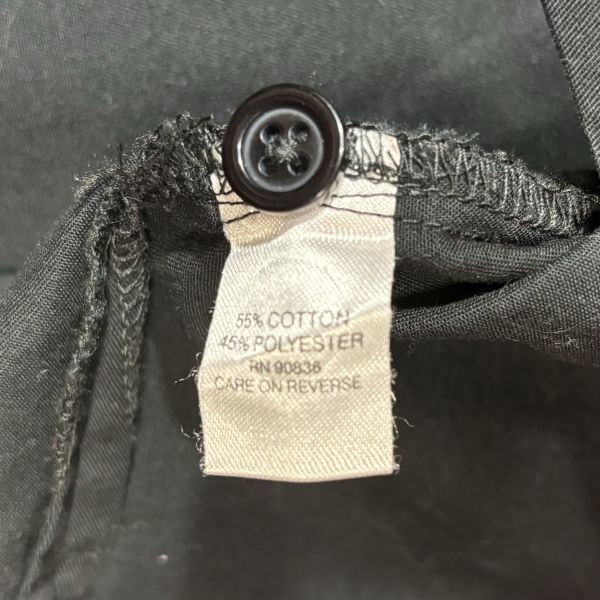 55% COTTON
45% POLYESTER
RN 90836
CARE ON REVERSE